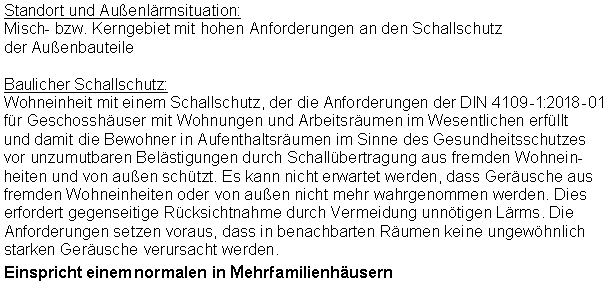 Standort und Außenlärmsituation:
Misch- bzw. Kerngebiet mit hohen Anforderungen an den Schallschutz
der Außenbauteile
Baulicher Schallschutz:
Wohneinheit mit einem Schallschutz, der die Anforderungen der DIN 4109-1:2018-01
für Geschosshäuser mit Wohnungen und Arbeitsräumen im Wesentlichen erfüllt
und damit die Bewohner in Aufenthaltsräumen im Sinne des Gesundheitsschutzes
vor unzumutbaren Belästigungen durch Schallübertragung aus fremden Wohnein-
heiten und von außen schützt. Es kann nicht erwartet werden, dass Geräusche aus
fremden Wohneinheiten oder von außen nicht mehr wahrgenommen werden. Dies
erfordert gegenseitige Rücksichtnahme durch Vermeidung unnötigen Lärms. Die
Anforderungen setzen voraus, dass in benachbarten Räumen keine ungewöhnlich
starken Geräusche verursacht werden.
Einspricht einem normalen in Mehrfamilienhäusern